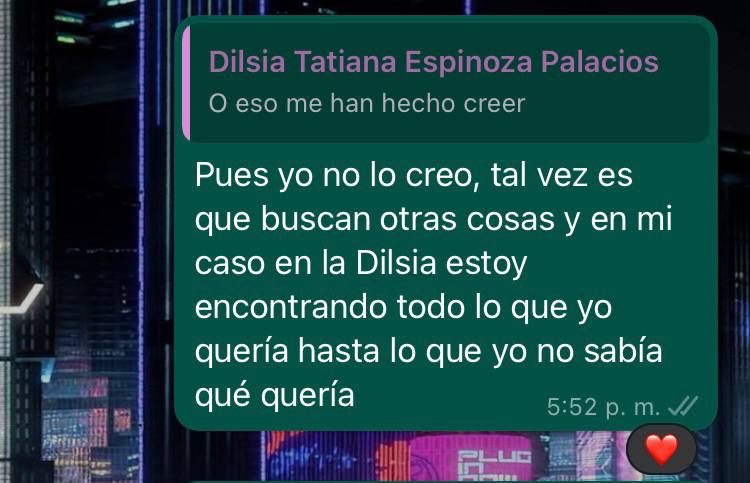 Dilsia Tatiana Espinoza Palacios
O eso me han hecho creer
Pues yo no lo creo, tal vez es
que buscan otras cosas y en mi
caso en la Dilsia estoy
encontrando todo lo que yo
quería hasta lo que yo no sabía
qué quería
5:52 p. m.
PLUG
IN